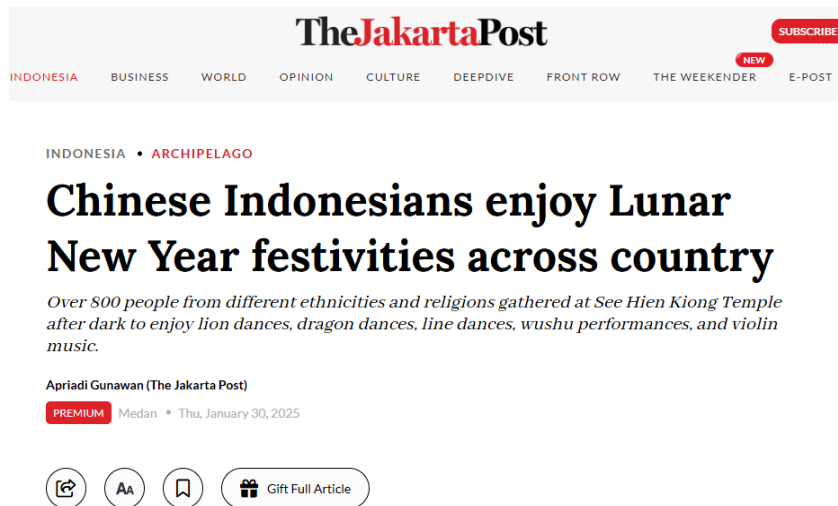 TheJakartaPost
SUBSCRIBE
NEW
INDONESIA BUSINESS WORLD OPINION CULTURE DEEPDIVE FRONT ROW THE WEEKENDER E-POST
INDONESIA • ARCHIPELAGO
Chinese Indonesians enjoy Lunar
New Year festivities across country
Over 800 people from different ethnicities and religions gathered at See Hien Kiong Temple
after dark to enjoy lion dances, dragon dances, line dances, wushu performances, and violin
music.
Apriadi Gunawan (The Jakarta Post)
PREMIUM Medan • Thu, January 30, 2025
AA Gift Full Article